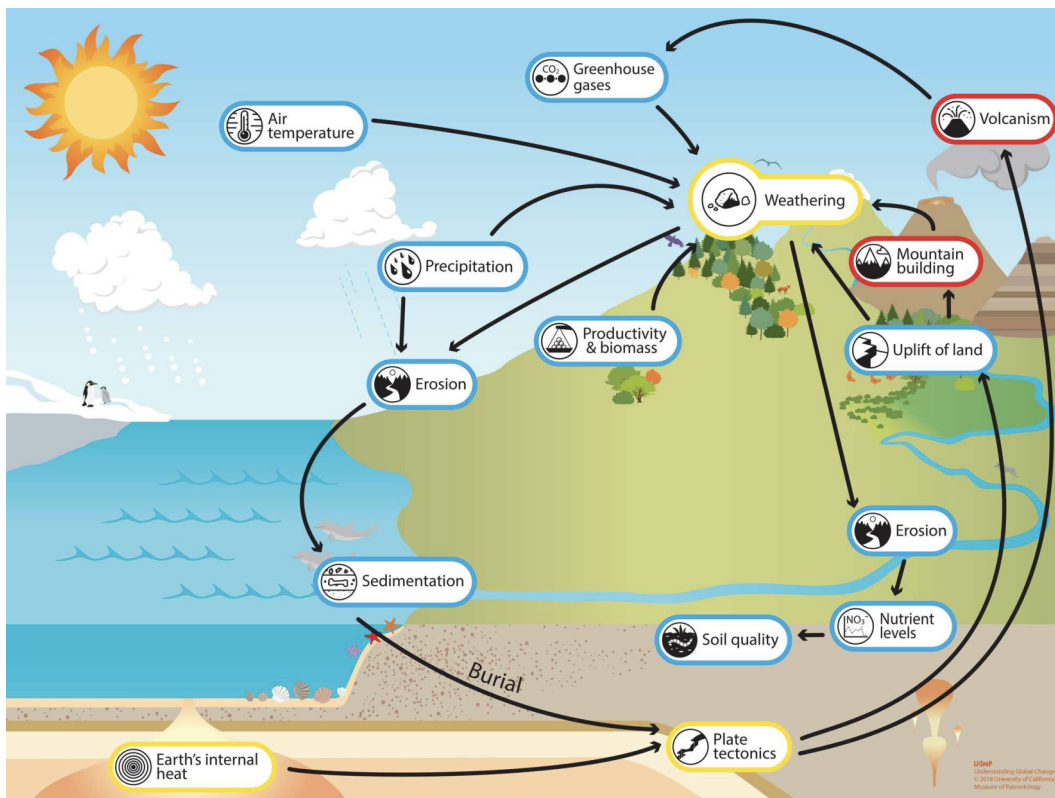 CO₂
Greenhouse
gases
Air
temperature
Volcanism
Weathering
Precipitation
Mountain
building
Productivity
& biomass
Uplift of land
Erosion
Erosion
Sedimentation
NO₃⁻
Nutrient
levels
Soil quality
Burial
Plate
tectonics
Earth's internal
heat
UGMP
Understanding Global Change
© 2018 University of California
Museum of Paleontology